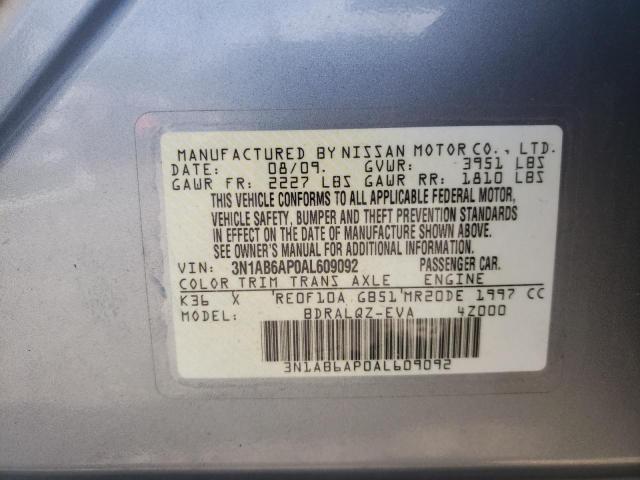 MANUFACTURED BY NISSAN MOTOR CO., LTD.
DATE: 08/09. GVWR: 3951 LBS
GAWR FR: 2227 LBS GAWR RR: 1810 LBS
THIS VEHICLE CONFORMS TO ALL APPLICABLE FEDERAL MOTOR,
VEHICLE SAFETY, BUMPER AND THEFT PREVENTION STANDARDS
IN EFFECT ON THE DATE OF MANUFACTURE SHOWN ABOVE.
SEE OWNER'S MANUAL FOR ADDITIONAL INFORMATION.
VIN: 3N1AB6AP0AL609092 PASSENGER CAR.
COLOR TRIM TRANS AXLE ENGINE
K36 X RE0F10A GB51 MR20DE 1997 CC
MODEL: BDRALQZ-EVA 4Z000
3N1AB6AP0AL609092